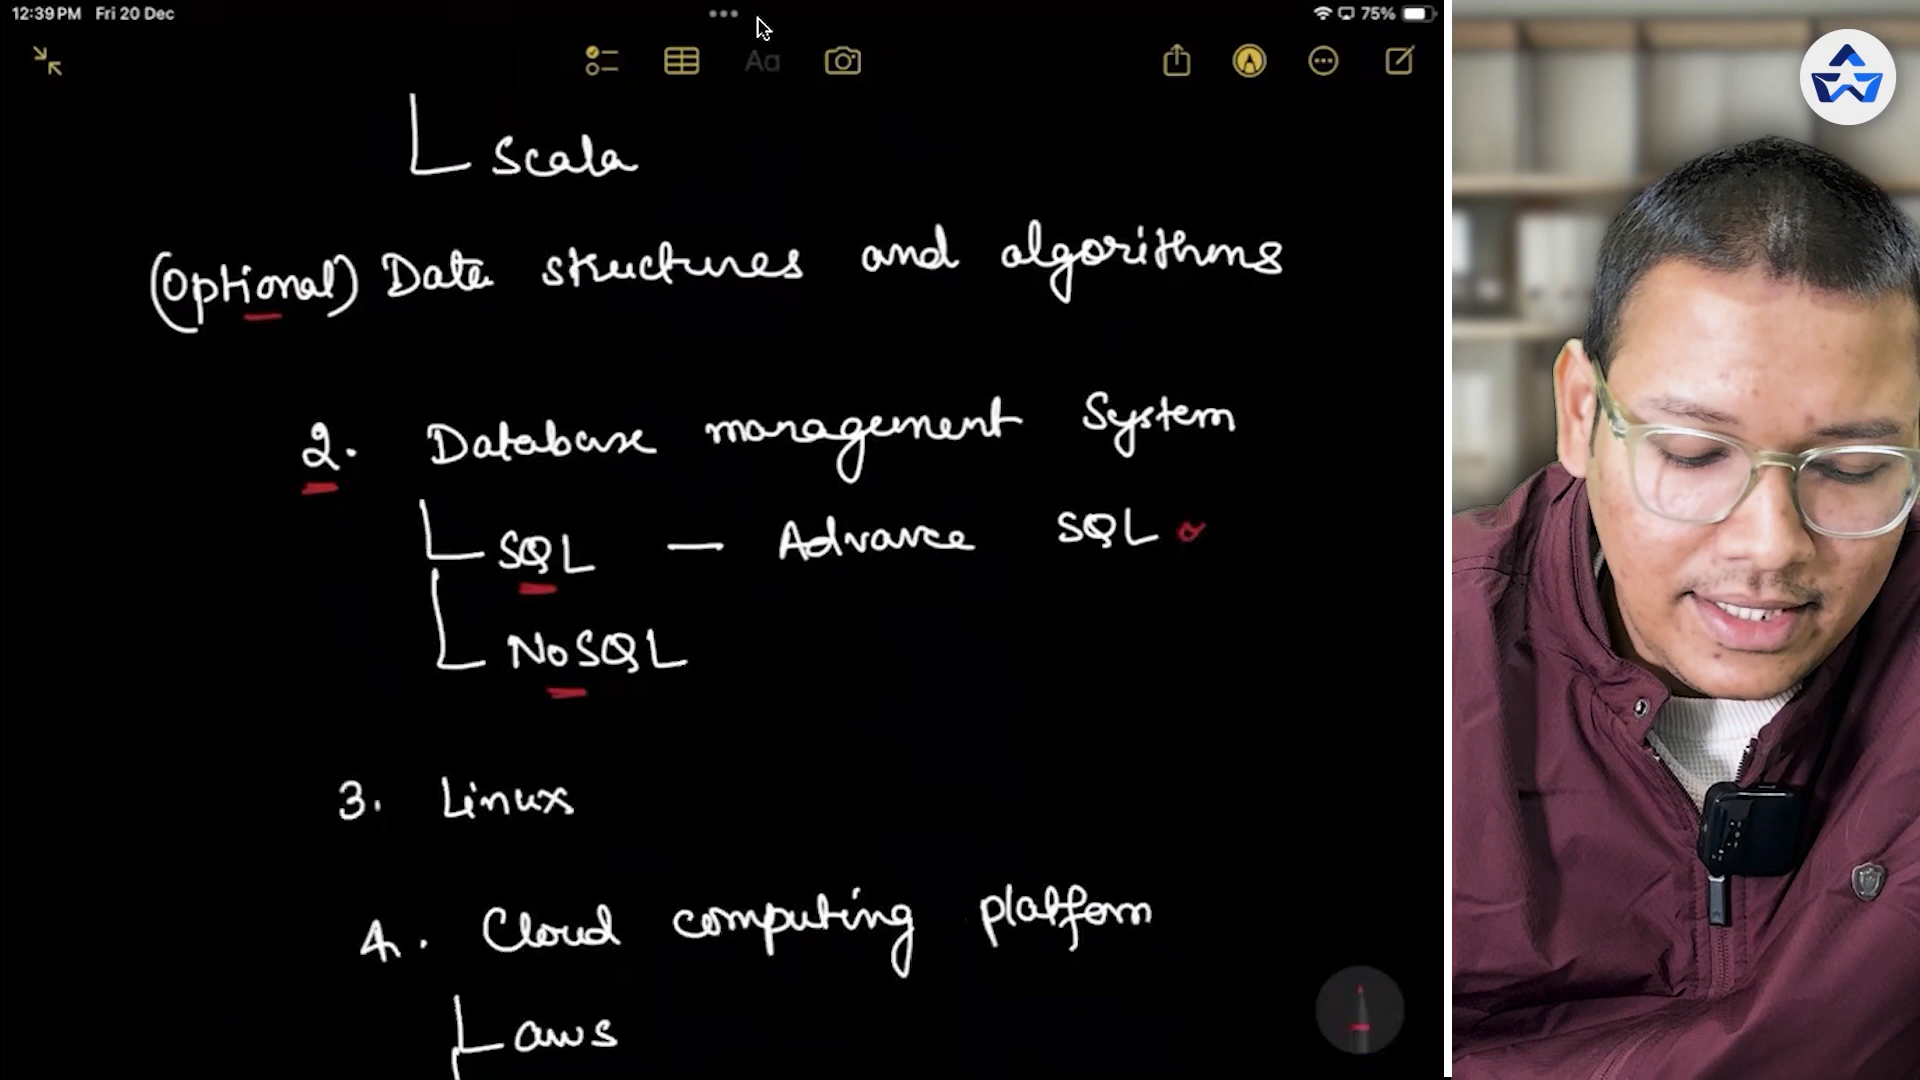 12:39 PM Fri 20 Dec
75%
Aa
Scala
(Optional) Data structures and algorithms
2. Database management System
SQL — Advance SQL
NoSQL
3. Linux
4. Cloud computing platform
aws